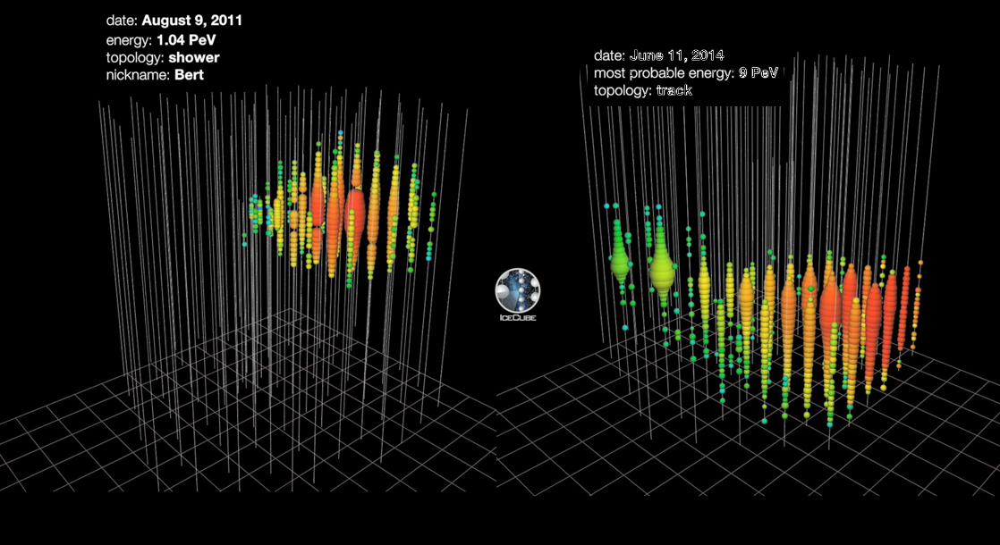 date: August 9, 2011
energy: 1.04 PeV
topology: shower
nickname: Bert
date: June 11, 2014
most probable energy: 9 PeV
topology: track
ICECUBE